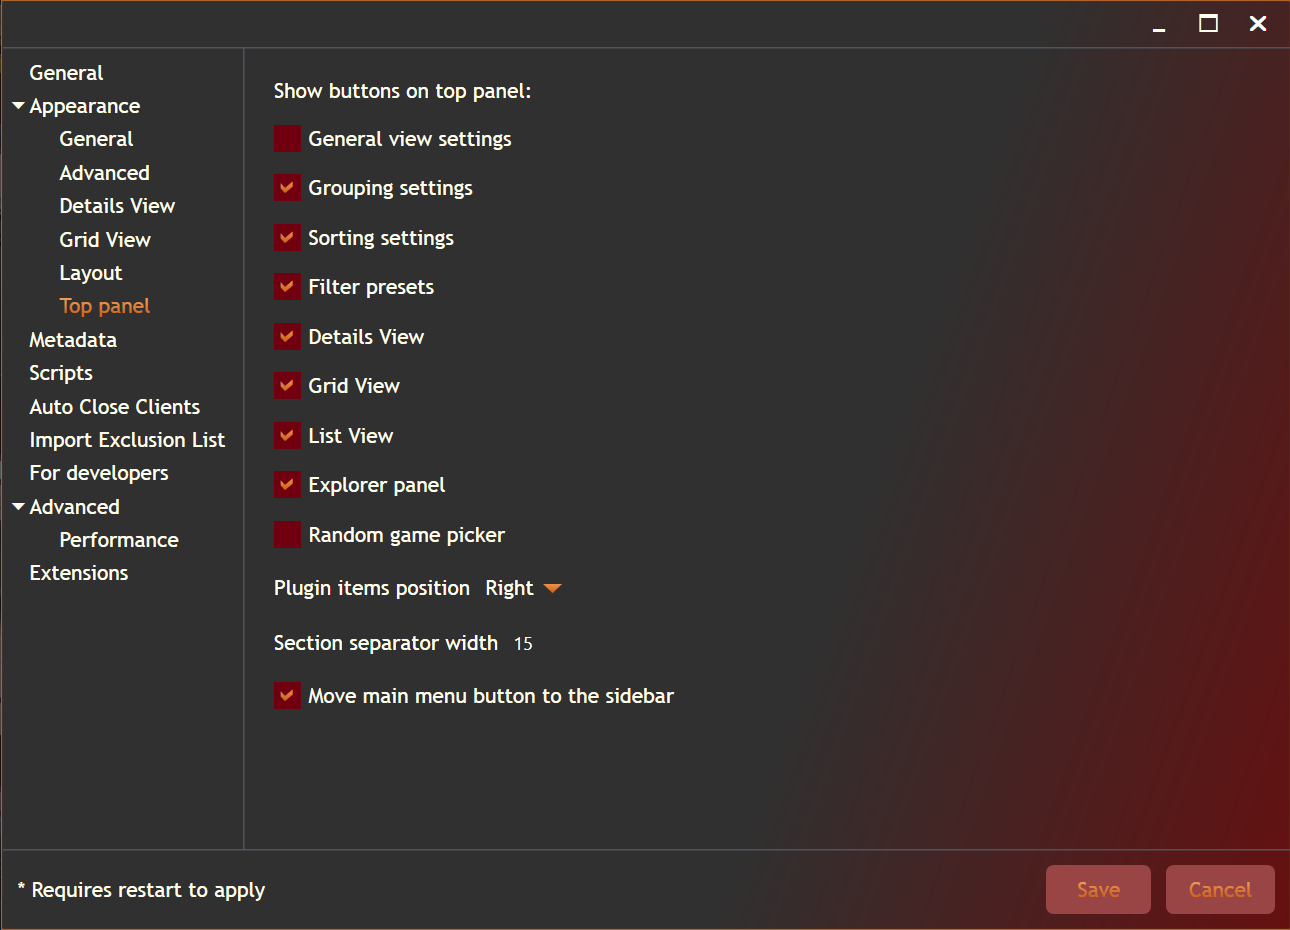 General
Appearance
General
Advanced
Details View
Grid View
Layout
Top panel
Metadata
Scripts
Auto Close Clients
Import Exclusion List
For developers
Advanced
Performance
Extensions
Show buttons on top panel:
General view settings
Grouping settings
Sorting settings
Filter presets
Details View
Grid View
List View
Explorer panel
Random game picker
Plugin items position Right
Section separator width 15
Move main menu button to the sidebar
* Requires restart to apply
Save
Cancel